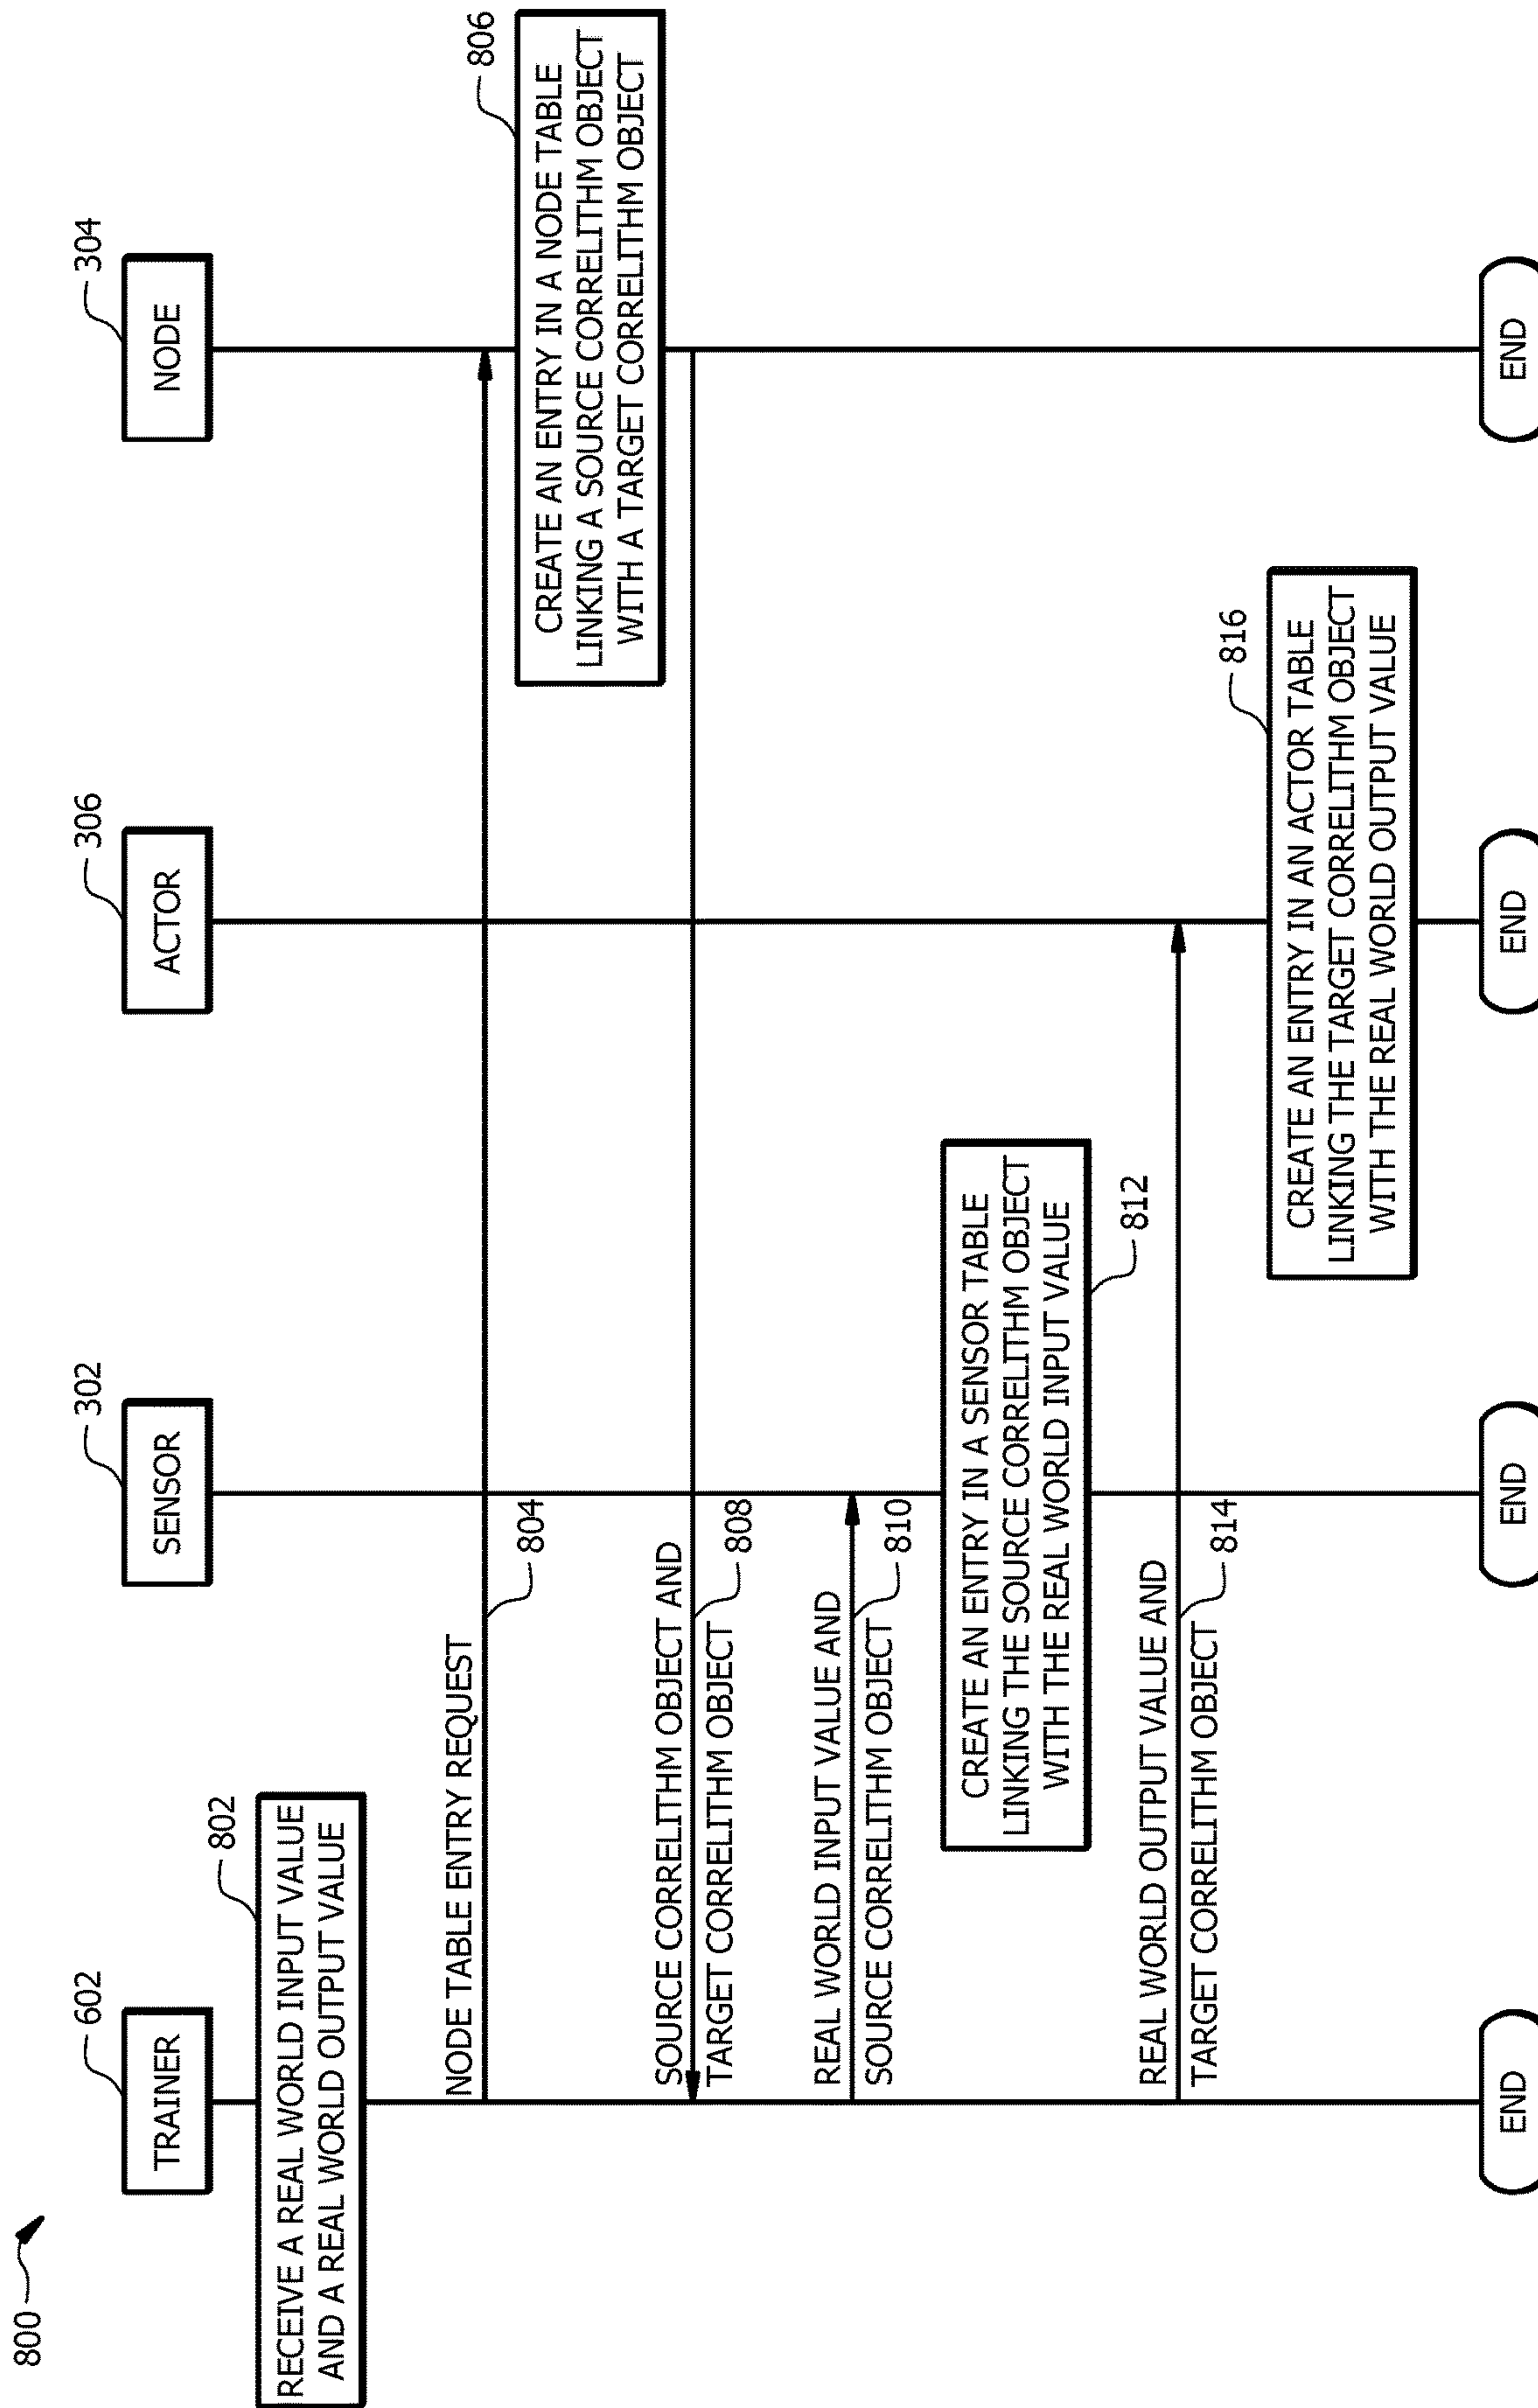 800
602
TRAINER
302
SENSOR
306
ACTOR
304
NODE
802
RECEIVE A REAL WORLD INPUT VALUE
AND A REAL WORLD OUTPUT VALUE
NODE TABLE ENTRY REQUEST
804
806
CREATE AN ENTRY IN A NODE TABLE
LINKING A SOURCE CORRELITHM OBJECT
WITH A TARGET CORRELITHM OBJECT
SOURCE CORRELITHM OBJECT AND
TARGET CORRELITHM OBJECT
808
REAL WORLD INPUT VALUE AND
SOURCE CORRELITHM OBJECT
810
CREATE AN ENTRY IN A SENSOR TABLE
LINKING THE SOURCE CORRELITHM OBJECT
WITH THE REAL WORLD INPUT VALUE
812
REAL WORLD OUTPUT VALUE AND
TARGET CORRELITHM OBJECT
814
816
CREATE AN ENTRY IN AN ACTOR TABLE
LINKING THE TARGET CORRELITHM OBJECT
WITH THE REAL WORLD OUTPUT VALUE
END
END
END
END